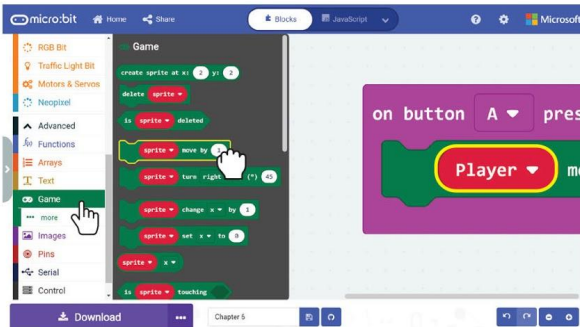 micro:bit Home Share Blocks JavaScript Microsoft
RGB Bit
Traffic Light Bit
Motors & Servos
Neopixel
Advanced
Functions
Arrays
Text
Game
more
Images
Pins
Serial
Control
Game
create sprite at x: 2 y: 2
delete sprite
is sprite deleted
sprite move by 1
sprite turn right (°) 45
sprite change x by 1
sprite set x to 0
sprite x
is sprite touching
on button A pres
Player m
Download Chapter 6